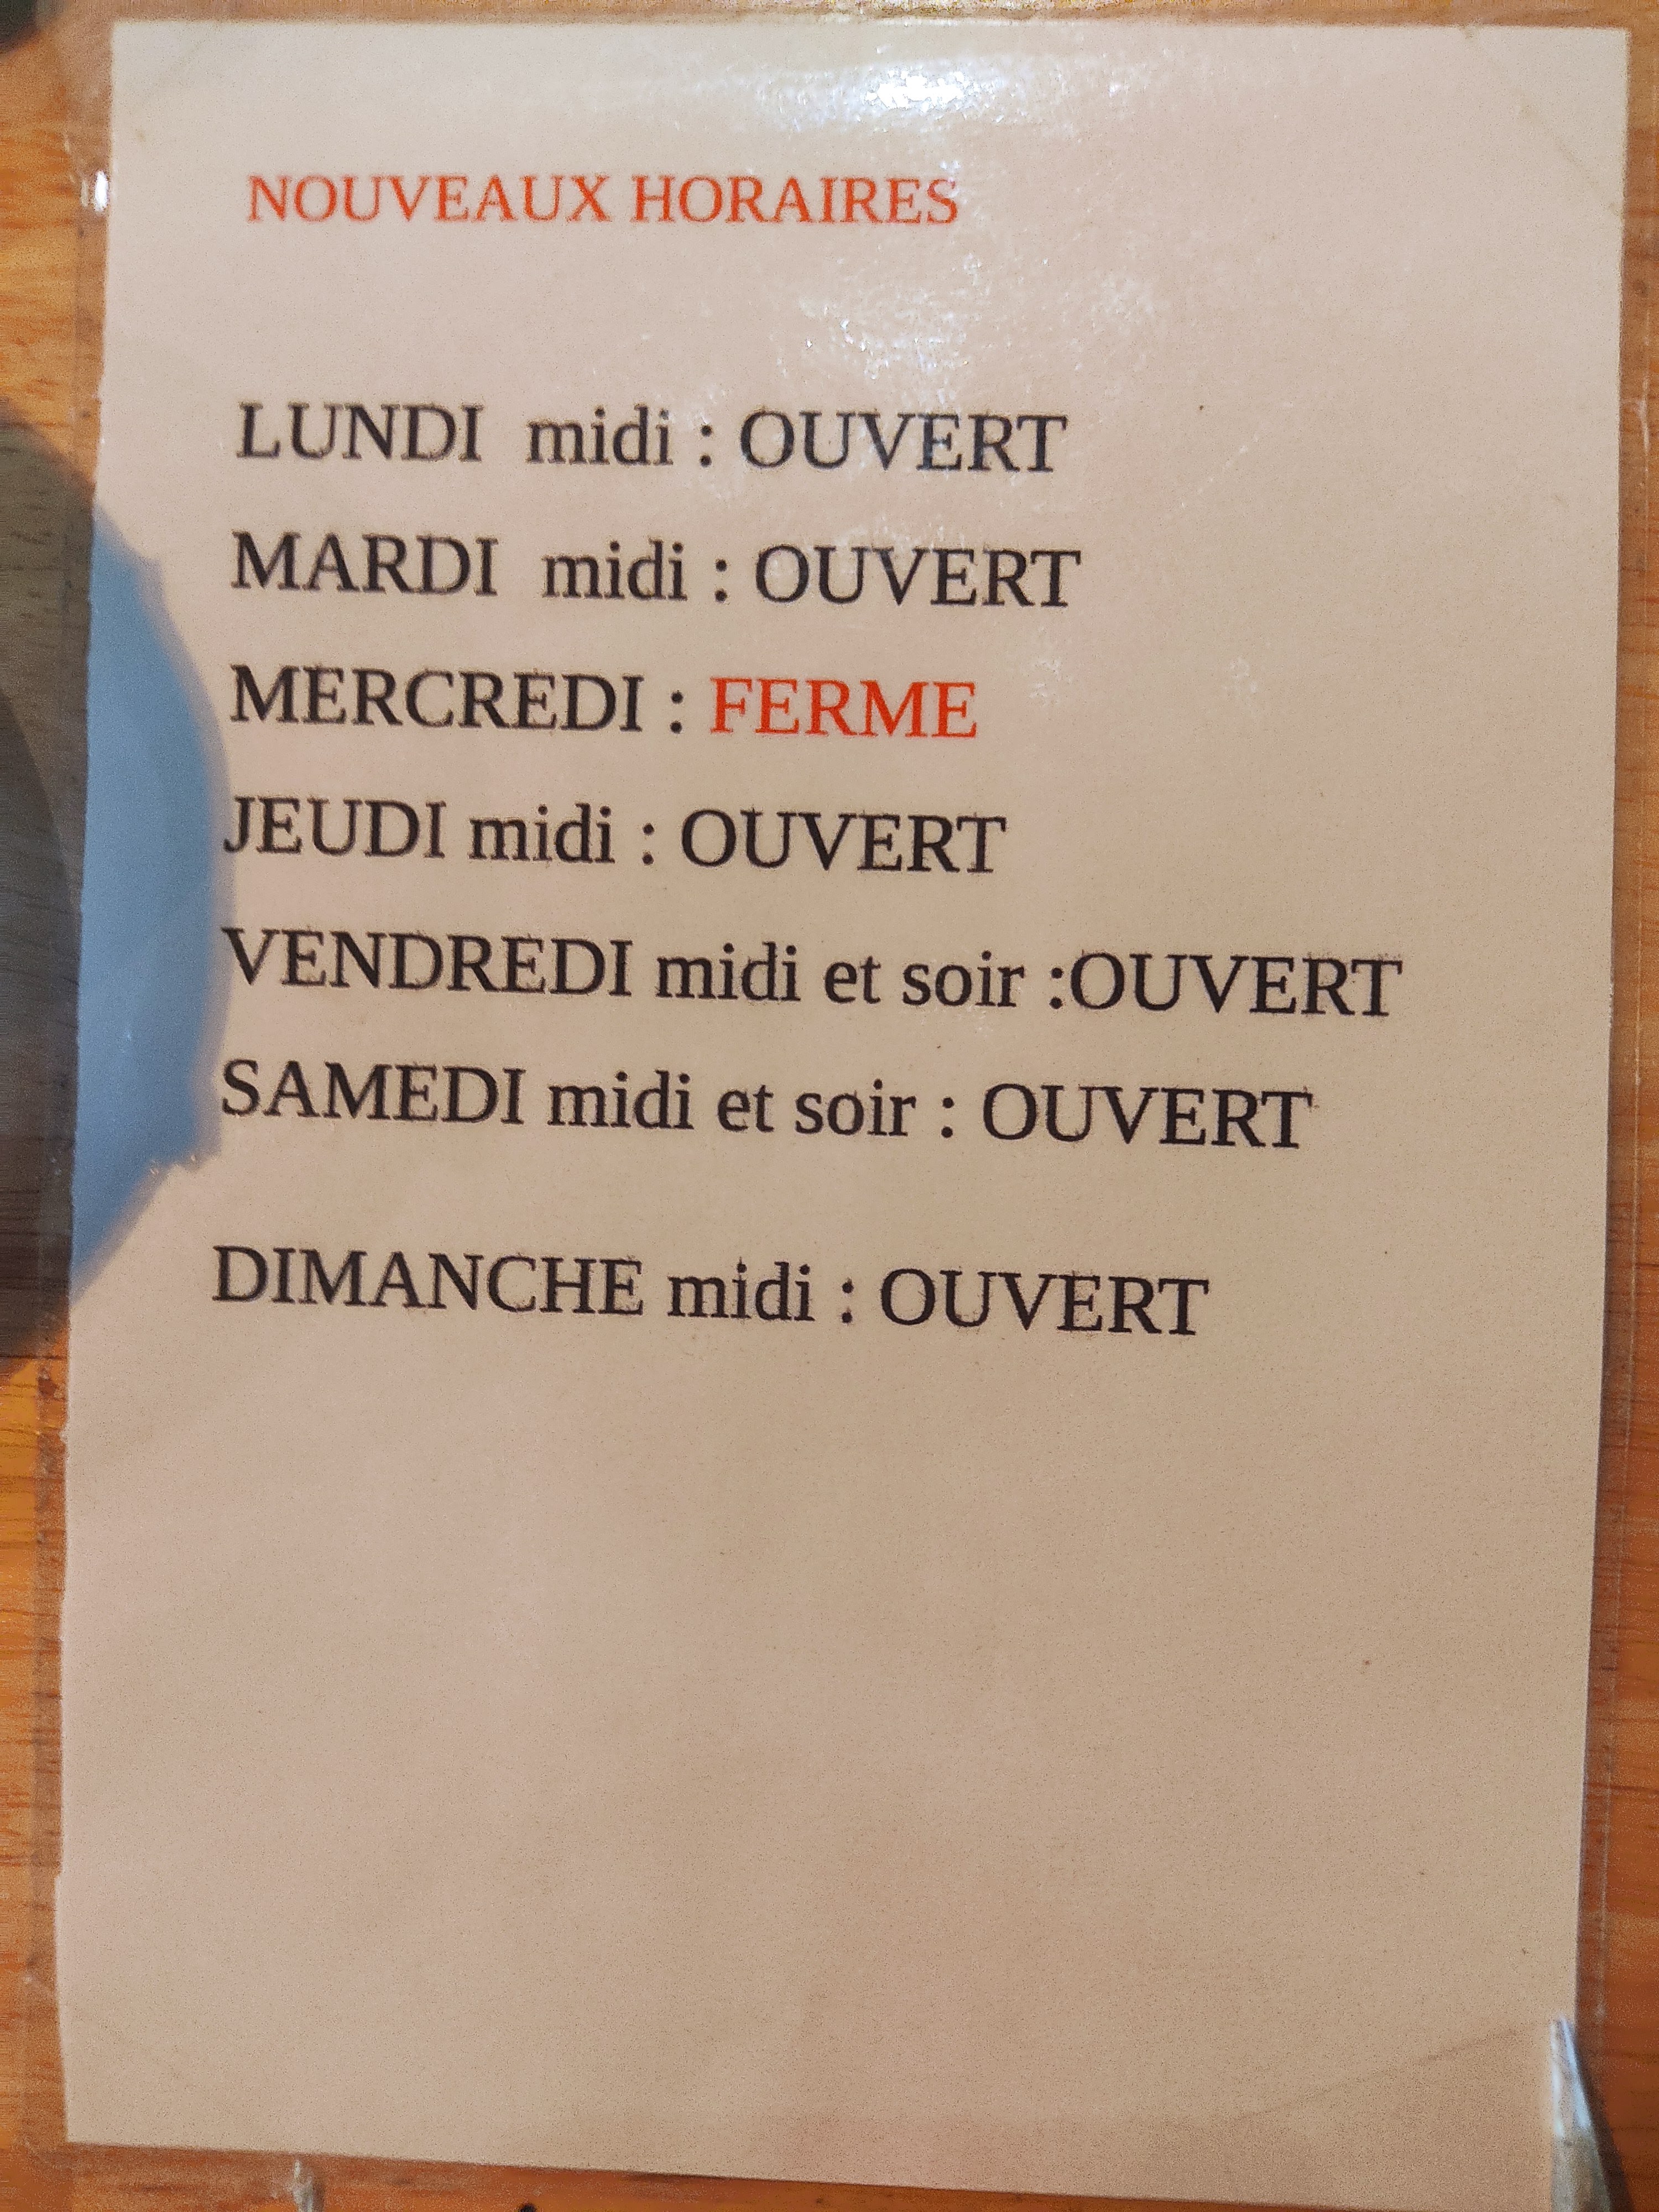 NOUVEAUX HORAIRES
LUNDI midi : OUVERT
MARDI midi : OUVERT
MERCREDI : FERME
JEUDI midi : OUVERT
VENDREDI midi et soir :OUVERT
SAMEDI midi et soir : OUVERT
DIMANCHE midi : OUVERT